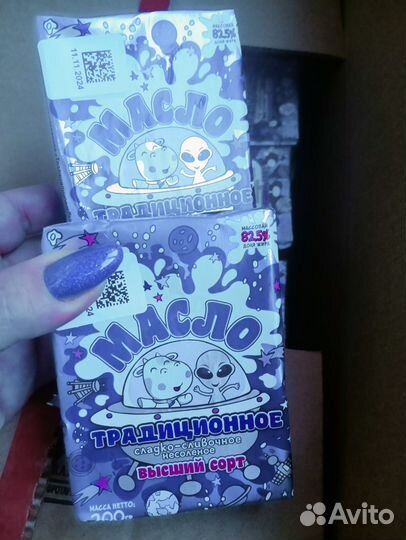 11.11.2024
МАССОВАЯ
82,5%
ДОЛЯ ЖИРА
МАСЛО
ТРАДИЦИОННОЕ
МАССОВАЯ
82,5%
ДОЛЯ ЖИРА
МАСЛО
ТРАДИЦИОННОЕ
СЛАДКО-СЛИВОЧНОЕ
НЕСОЛЕНОЕ
ВЫСШИЙ СОРТ
МАССА НЕТТО:
200гр
Avito